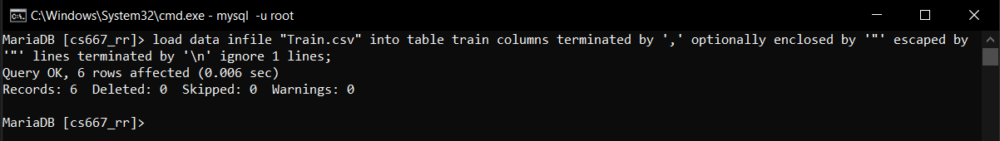 C:\Windows\System32\cmd.exe - mysql  -u root
MariaDB [cs667_rr]> load data infile "Train.csv" into table train columns terminated by ',' optionally enclosed by '"' escaped by
'"' lines terminated by '\n' ignore 1 lines;
Query OK, 6 rows affected (0.006 sec)
Records: 6  Deleted: 0  Skipped: 0  Warnings: 0
MariaDB [cs667_rr]>